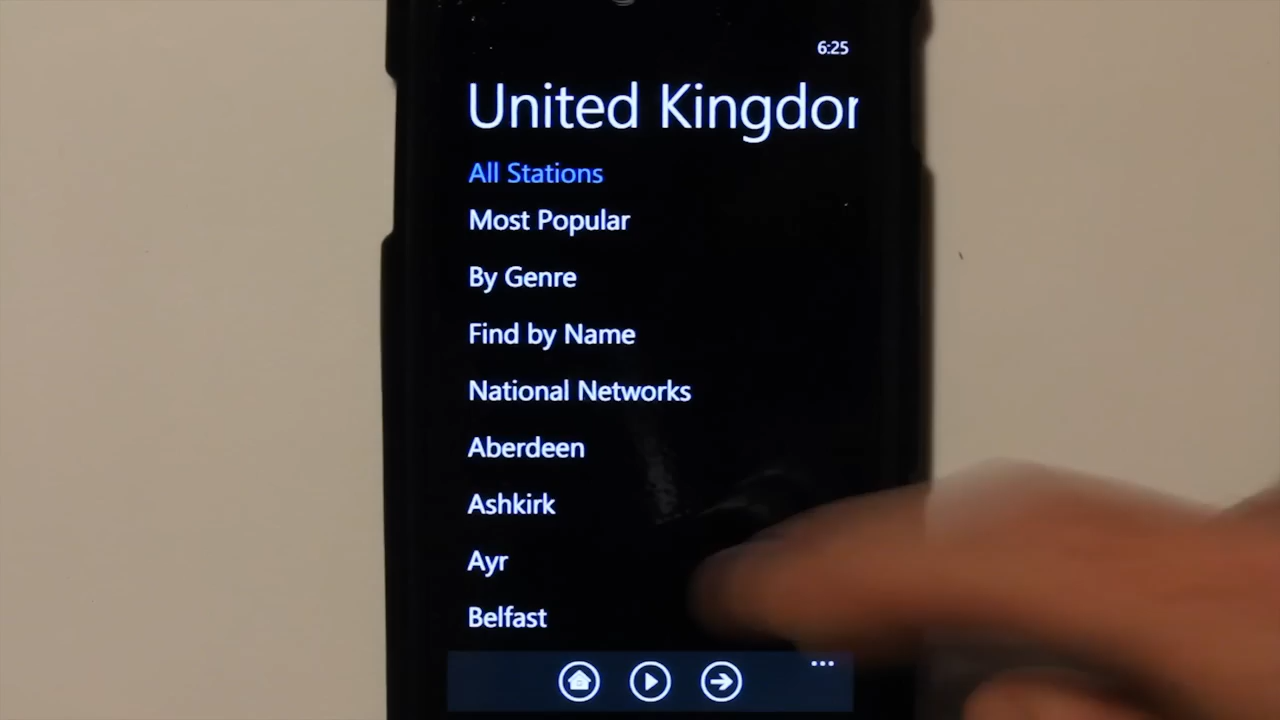 6:25
United Kingdor
All Stations
Most Popular
By Genre
Find by Name
National Networks
Aberdeen
Ashkirk
Ayr
Belfast